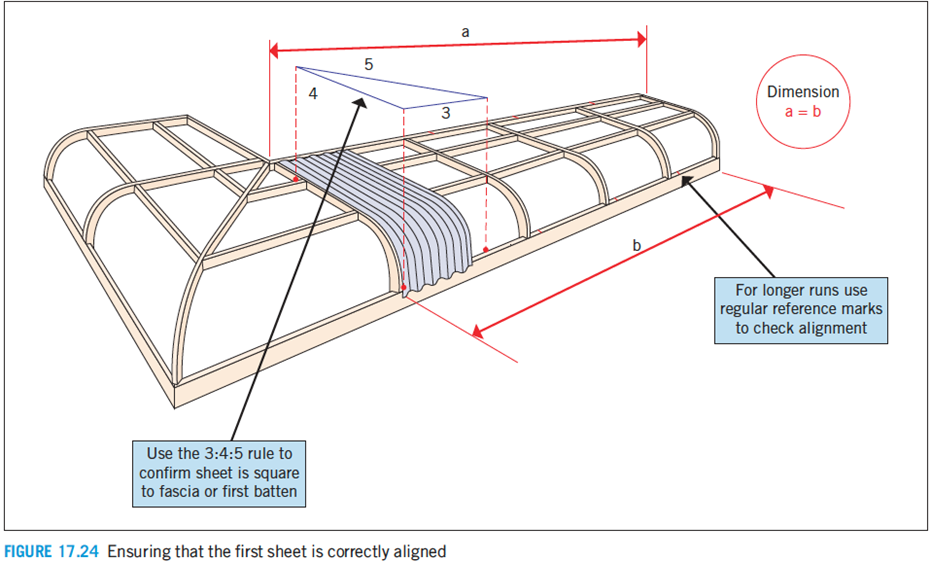 a
5
4
3
Dimension
a = b
b
For longer runs use
regular reference marks
to check alignment
Use the 3:4:5 rule to
confirm sheet is square
to fascia or first batten
FIGURE 17.24 Ensuring that the first sheet is correctly aligned